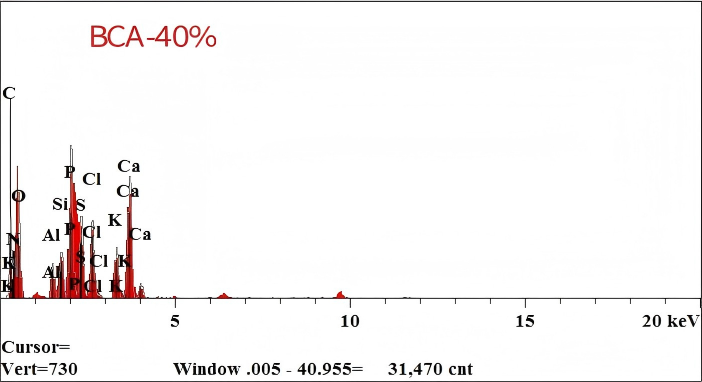 BCA-40%
C
P
Ca
Cl
Ca
O
Si S
K
P
Cl
Al
Ca
N
S
Cl
K
K
Al
K
P
Cl
K
5
10
15
20 keV
Cursor=
Vert=730
Window .005 - 40.955= 31,470 cnt